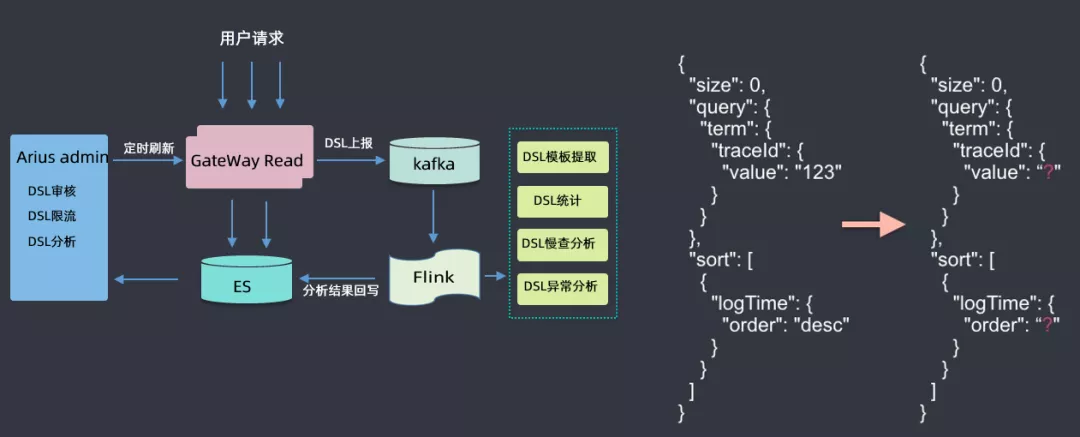 用户请求
Arius admin
DSL审核
DSL限流
DSL分析
定时刷新
GateWay Read
DSL上报
kafka
ES
分析结果回写
Flink
DSL模板提取
DSL统计
DSL慢查分析
DSL异常分析
{
"size": 0,
"query": {
"term": {
"traceId": {
"value": "123"
}
}
},
"sort": [
{
"logTime": {
"order": "desc"
}
}
]
}
{
"size": 0,
"query": {
"term": {
"traceId": {
"value": “?"
}
}
},
"sort": [
{
"logTime": {
"order": “?"
}
}
]
}